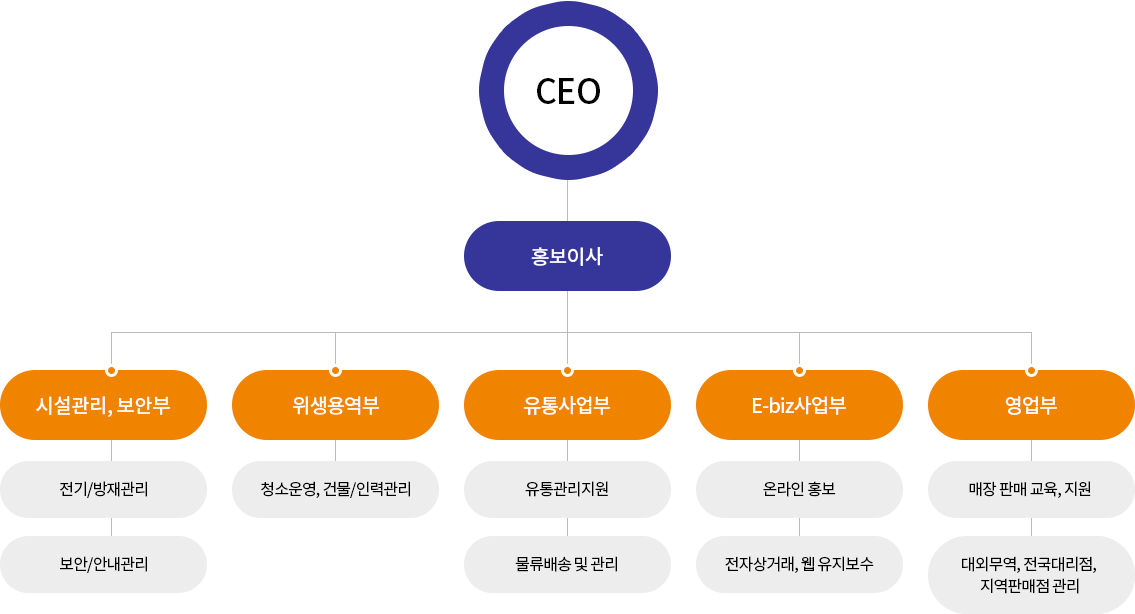 CEO
홍보이사
시설관리, 보안부
위생용역부
유통사업부
E-biz사업부
영업부
전기/방재관리
청소운영, 건물/인력관리
유통관리지원
온라인 홍보
매장 판매 교육, 지원
보안/안내관리
물류배송 및 관리
전자상거래, 웹 유지보수
대외무역, 전국대리점,
지역판매점 관리